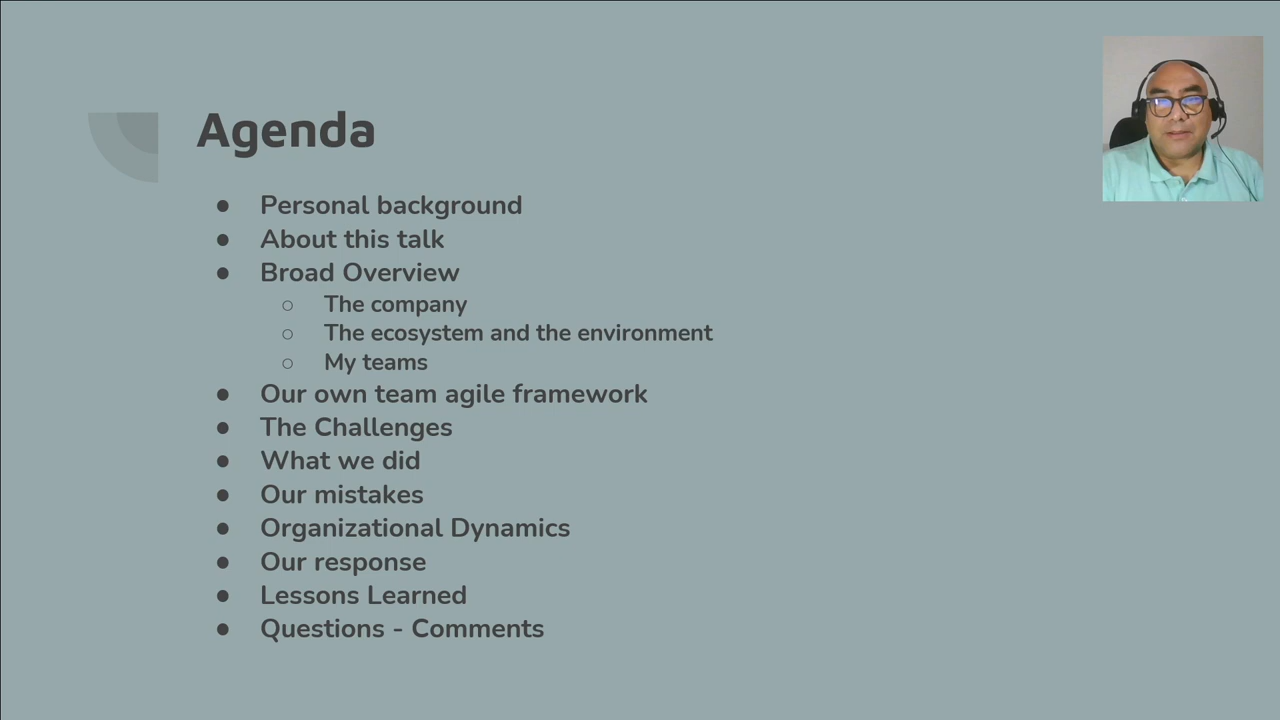 Agenda
● Personal background
● About this talk
● Broad Overview
○ The company
○ The ecosystem and the environment
○ My teams
● Our own team agile framework
● The Challenges
● What we did
● Our mistakes
● Organizational Dynamics
● Our response
● Lessons Learned
● Questions - Comments